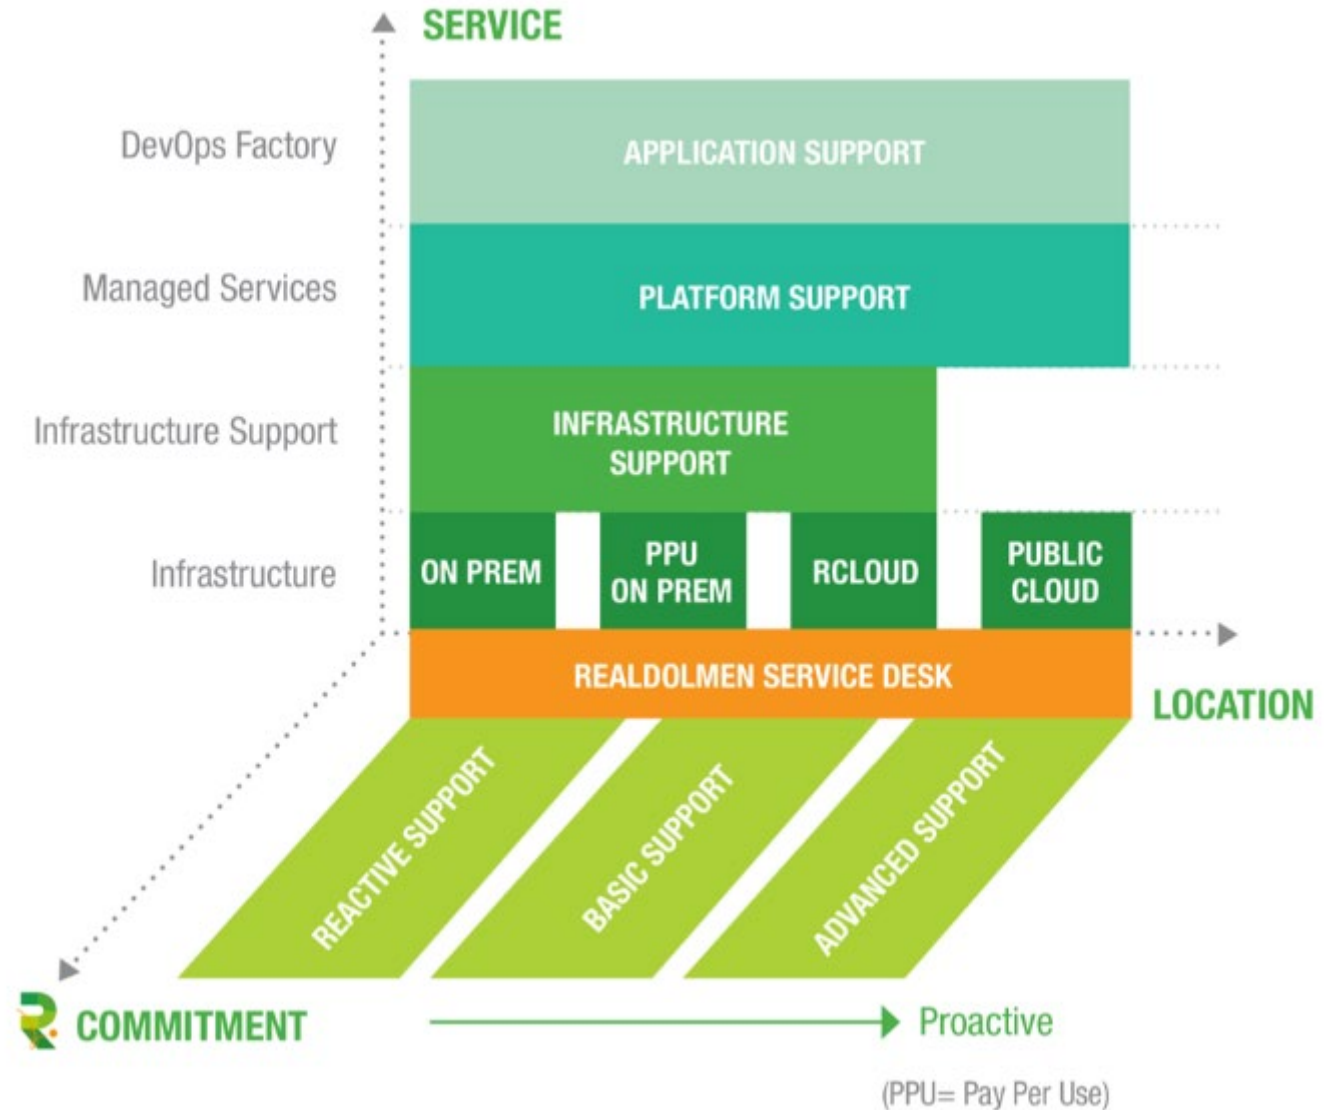 SERVICE
DevOps Factory
APPLICATION SUPPORT
Managed Services
PLATFORM SUPPORT
Infrastructure Support
INFRASTRUCTURE
SUPPORT
Infrastructure
ON PREM
PPU
ON PREM
RCLOUD
PUBLIC
CLOUD
REALDOLMEN SERVICE DESK
LOCATION
REACTIVE SUPPORT
BASIC SUPPORT
ADVANCED SUPPORT
R. COMMITMENT
Proactive
(PPU= Pay Per Use)